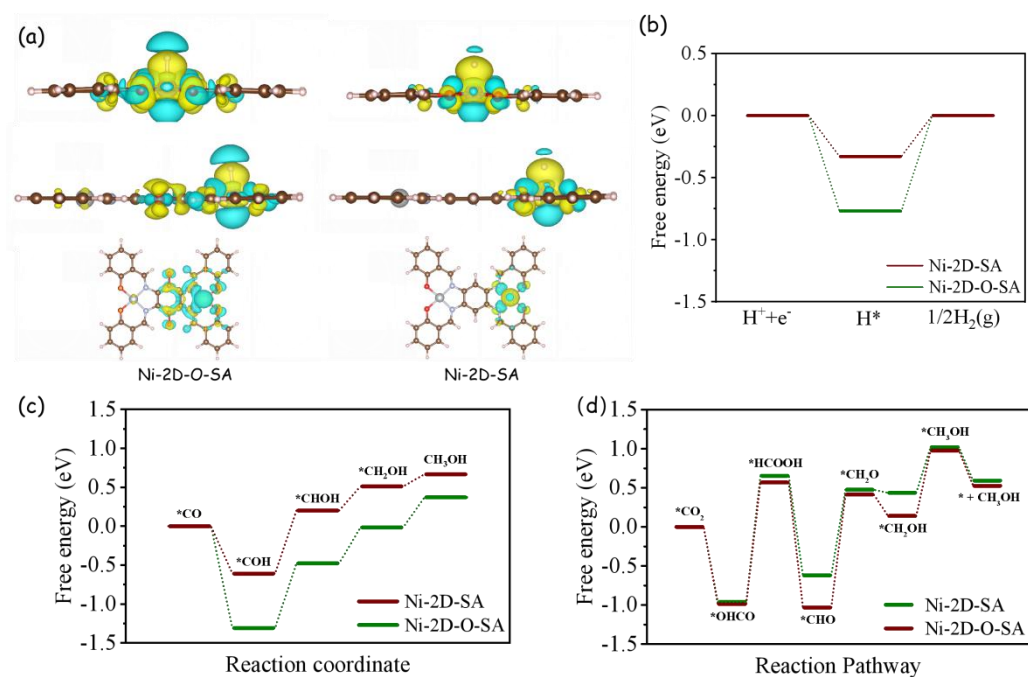 (a)
Ni-2D-O-SA
Ni-2D-SA
(b)
Free energy (eV)
0.5
0.0
-0.5
-1.0
-1.5
Ni-2D-SA
Ni-2D-O-SA
H⁺+e⁻
H*
1/2H₂(g)
(c)
Free energy (eV)
1.5
1.0
0.5
0.0
-0.5
-1.0
-1.5
*CO
*COH
*CHOH
*CH₂OH
CH₃OH
Ni-2D-SA
Ni-2D-O-SA
Reaction coordinate
(d)
Free energy (eV)
1.5
1.0
0.5
0.0
-0.5
-1.0
-1.5
*CO₂
*OHCO
*HCOOH
*CHO
*CH₂O
*CH₂OH
*CH₃OH
* + CH₃OH
Ni-2D-SA
Ni-2D-O-SA
Reaction Pathway